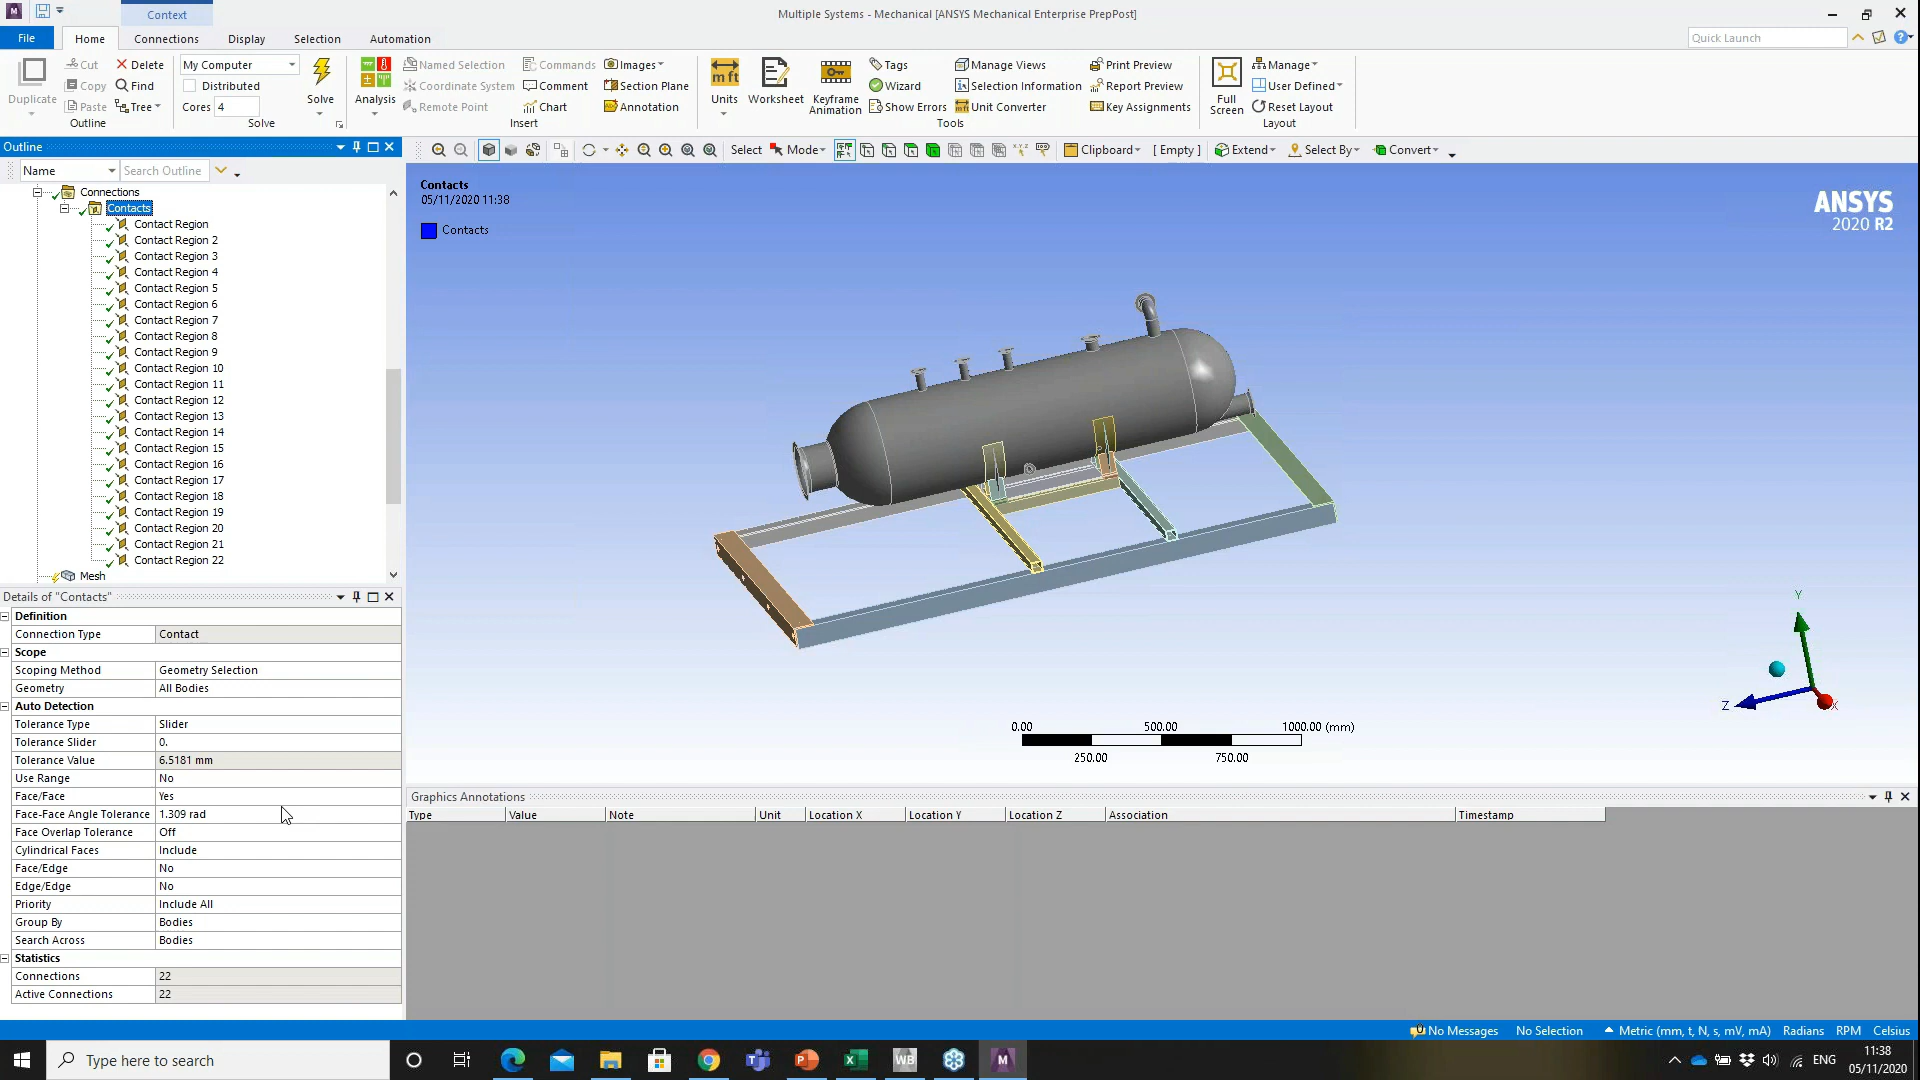 Context
Multiple Systems - Mechanical [ANSYS Mechanical Enterprise PrepPost]
File Home Connections Display Selection Automation
Quick Launch
Duplicate
Cut
Copy
Paste
Delete
Find
Tree
Outline
My Computer
Distributed
Cores 4
Solve
Solve
Analysis
Named Selection
Coordinate System
Remote Point
Commands
Comment
Chart
Images
Section Plane
Annotation
Insert
Units
Worksheet
Keyframe
Animation
Tags
Wizard
Show Errors
Manage Views
Selection Information
Unit Converter
Print Preview
Report Preview
Key Assignments
Tools
Full
Screen
Manage
User Defined
Reset Layout
Layout
Outline
Name Search Outline
Select Mode Clipboard [ Empty ] Extend Select By Convert
Connections
Contacts
Contact Region
Contact Region 2
Contact Region 3
Contact Region 4
Contact Region 5
Contact Region 6
Contact Region 7
Contact Region 8
Contact Region 9
Contact Region 10
Contact Region 11
Contact Region 12
Contact Region 13
Contact Region 14
Contact Region 15
Contact Region 16
Contact Region 17
Contact Region 18
Contact Region 19
Contact Region 20
Contact Region 21
Contact Region 22
Mesh
Details of "Contacts"
Definition
Connection Type Contact
Scope
Scoping Method Geometry Selection
Geometry All Bodies
Auto Detection
Tolerance Type Slider
Tolerance Slider 0.
Tolerance Value 6.5181 mm
Use Range No
Face/Face Yes
Face-Face Angle Tolerance 1.309 rad
Face Overlap Tolerance Off
Cylindrical Faces Include
Face/Edge No
Edge/Edge No
Priority Include All
Group By Bodies
Search Across Bodies
Statistics
Connections 22
Active Connections 22
Contacts
05/11/2020 11:38
Contacts
ANSYS
2020 R2
Y
Z
X
0.00 500.00 1000.00 (mm)
250.00 750.00
Graphics Annotations
Type Value Note Unit Location X Location Y Location Z Association Timestamp
No Messages No Selection Metric (mm, t, N, s, mV, mA) Radians RPM Celsius
Type here to search
WB
M
ENG
11:38
05/11/2020